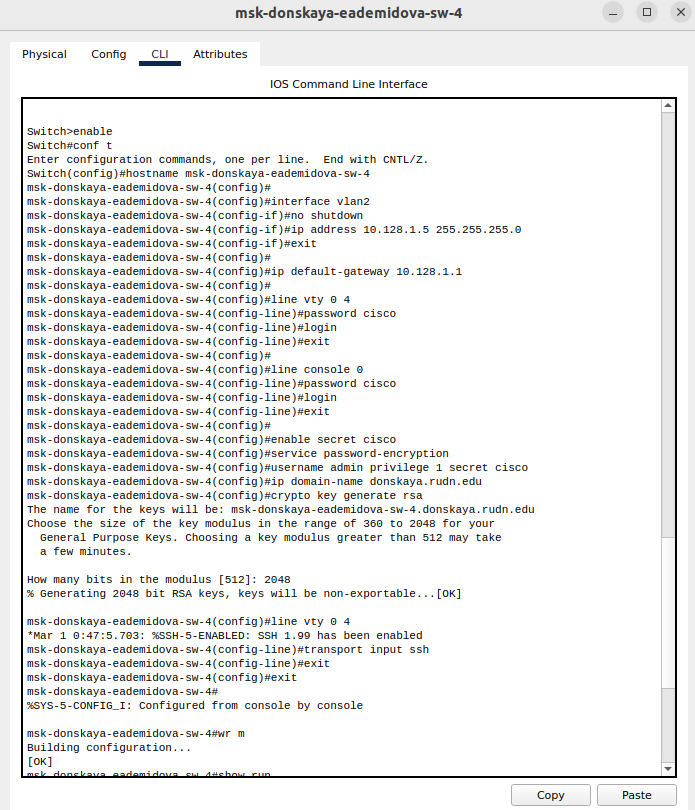 msk-donskaya-eademidova-sw-4
Physical Config CLI Attributes
IOS Command Line Interface
Switch>enable
Switch#conf t
Enter configuration commands, one per line.  End with CNTL/Z.
Switch(config)#hostname msk-donskaya-eademidova-sw-4
msk-donskaya-eademidova-sw-4(config)#
msk-donskaya-eademidova-sw-4(config)#interface vlan2
msk-donskaya-eademidova-sw-4(config-if)#no shutdown
msk-donskaya-eademidova-sw-4(config-if)#ip address 10.128.1.5 255.255.255.0
msk-donskaya-eademidova-sw-4(config-if)#exit
msk-donskaya-eademidova-sw-4(config)#
msk-donskaya-eademidova-sw-4(config)#ip default-gateway 10.128.1.1
msk-donskaya-eademidova-sw-4(config)#
msk-donskaya-eademidova-sw-4(config)#line vty 0 4
msk-donskaya-eademidova-sw-4(config-line)#password cisco
msk-donskaya-eademidova-sw-4(config-line)#login
msk-donskaya-eademidova-sw-4(config-line)#exit
msk-donskaya-eademidova-sw-4(config)#
msk-donskaya-eademidova-sw-4(config)#line console 0
msk-donskaya-eademidova-sw-4(config-line)#password cisco
msk-donskaya-eademidova-sw-4(config-line)#login
msk-donskaya-eademidova-sw-4(config-line)#exit
msk-donskaya-eademidova-sw-4(config)#
msk-donskaya-eademidova-sw-4(config)#enable secret cisco
msk-donskaya-eademidova-sw-4(config)#service password-encryption
msk-donskaya-eademidova-sw-4(config)#username admin privilege 1 secret cisco
msk-donskaya-eademidova-sw-4(config)#ip domain-name donskaya.rudn.edu
msk-donskaya-eademidova-sw-4(config)#crypto key generate rsa
The name for the keys will be: msk-donskaya-eademidova-sw-4.donskaya.rudn.edu
Choose the size of the key modulus in the range of 360 to 2048 for your
General Purpose Keys. Choosing a key modulus greater than 512 may take
a few minutes.
How many bits in the modulus [512]: 2048
% Generating 2048 bit RSA keys, keys will be non-exportable...[OK]
msk-donskaya-eademidova-sw-4(config)#line vty 0 4
*Mar 1 0:47:5.703: %SSH-5-ENABLED: SSH 1.99 has been enabled
msk-donskaya-eademidova-sw-4(config-line)#transport input ssh
msk-donskaya-eademidova-sw-4(config-line)#exit
msk-donskaya-eademidova-sw-4(config)#exit
msk-donskaya-eademidova-sw-4#
%SYS-5-CONFIG_I: Configured from console by console
msk-donskaya-eademidova-sw-4#wr m
Building configuration...
[OK]
msk-donskaya-eademidova-sw-4#show run
Copy Paste